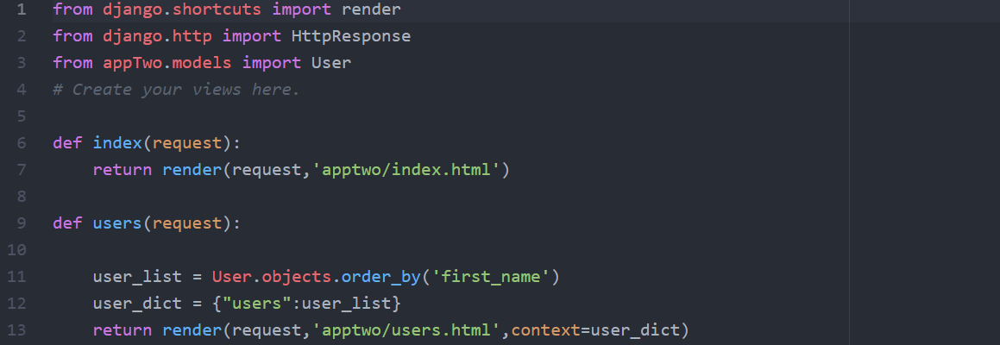 1 from django.shortcuts import render
2 from django.http import HttpResponse
3 from appTwo.models import User
4 # Create your views here.
5
6 def index(request):
7     return render(request,'apptwo/index.html')
8
9 def users(request):
10
11     user_list = User.objects.order_by('first_name')
12     user_dict = {"users":user_list}
13     return render(request,'apptwo/users.html',context=user_dict)